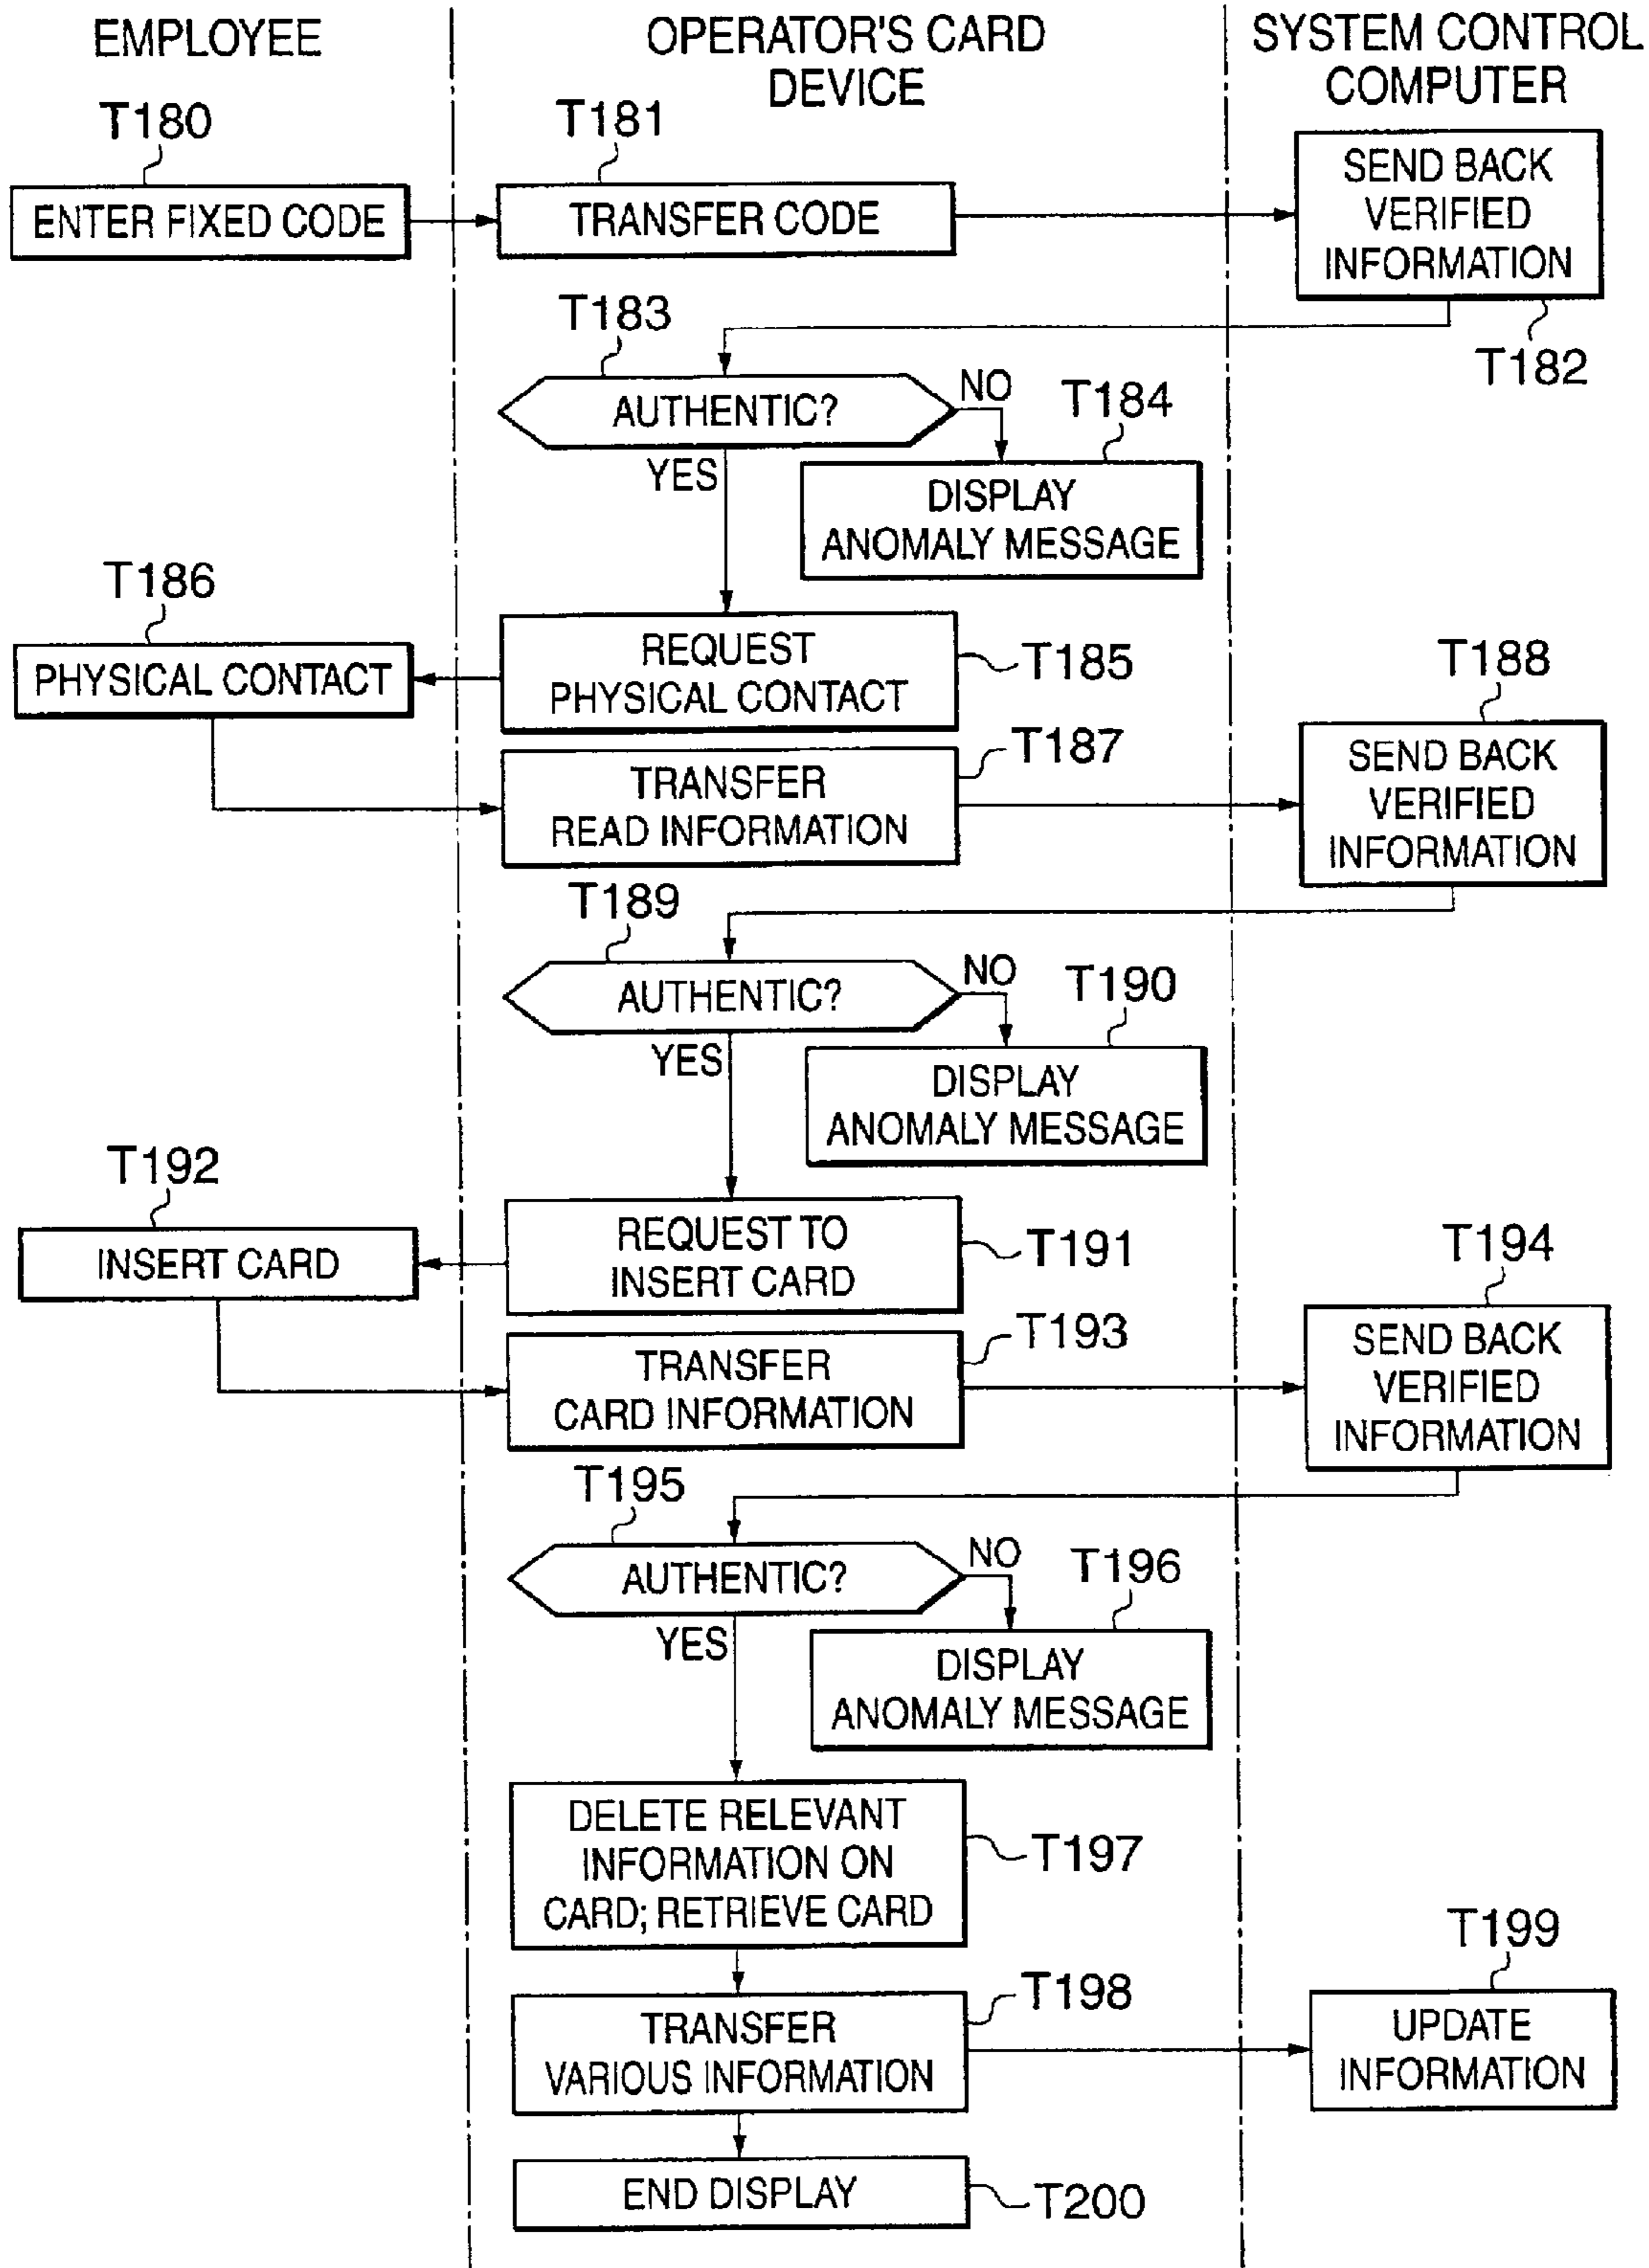 EMPLOYEE
OPERATOR'S CARD
DEVICE
SYSTEM CONTROL
COMPUTER
T180
ENTER FIXED CODE
T181
TRANSFER CODE
SEND BACK
VERIFIED
INFORMATION
T182
T183
AUTHENTIC?
NO
YES
T184
DISPLAY
ANOMALY MESSAGE
T185
REQUEST
PHYSICAL CONTACT
T186
PHYSICAL CONTACT
T187
TRANSFER
READ INFORMATION
T188
SEND BACK
VERIFIED
INFORMATION
T189
AUTHENTIC?
NO
YES
T190
DISPLAY
ANOMALY MESSAGE
T191
REQUEST TO
INSERT CARD
T192
INSERT CARD
T193
TRANSFER
CARD INFORMATION
T194
SEND BACK
VERIFIED
INFORMATION
T195
AUTHENTIC?
NO
YES
T196
DISPLAY
ANOMALY MESSAGE
T197
DELETE RELEVANT
INFORMATION ON
CARD; RETRIEVE CARD
T198
TRANSFER
VARIOUS INFORMATION
T199
UPDATE
INFORMATION
END DISPLAY
T200